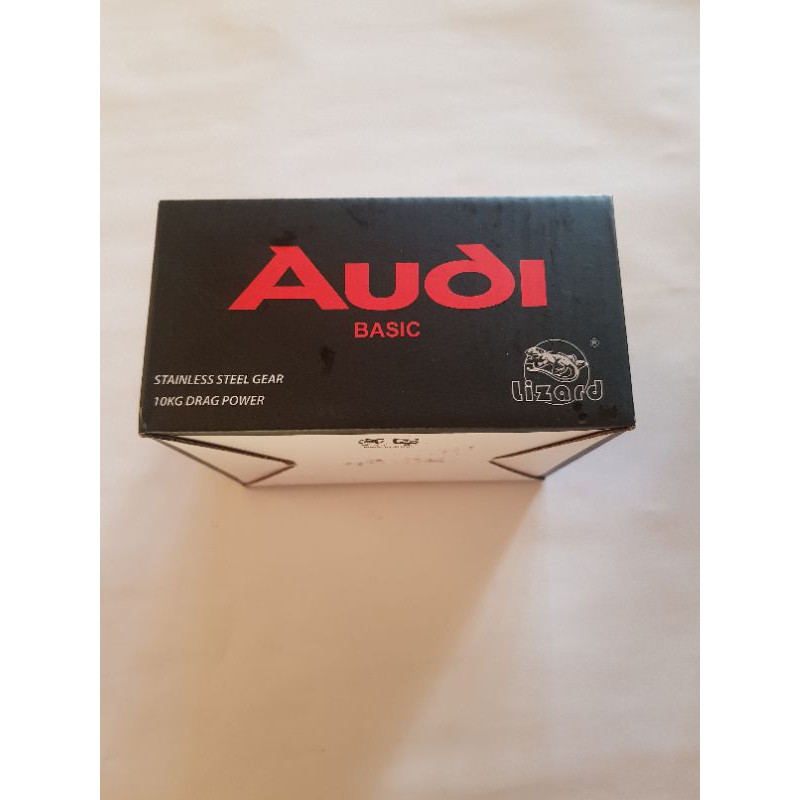 AUDI
BASIC
STAINLESS STEEL GEAR
10KG DRAG POWER
®
Lizard